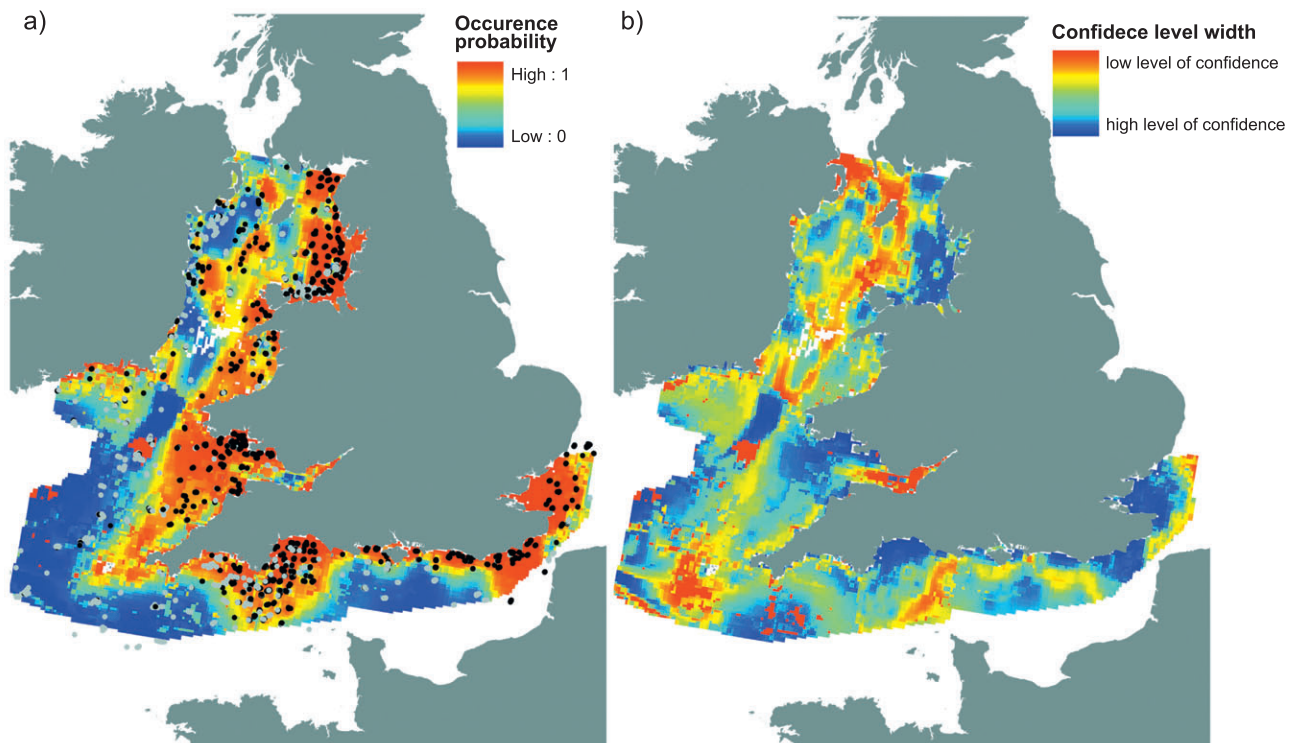 a)
Occurence
probability
High : 1
Low : 0
b)
Confidece level width
low level of confidence
high level of confidence